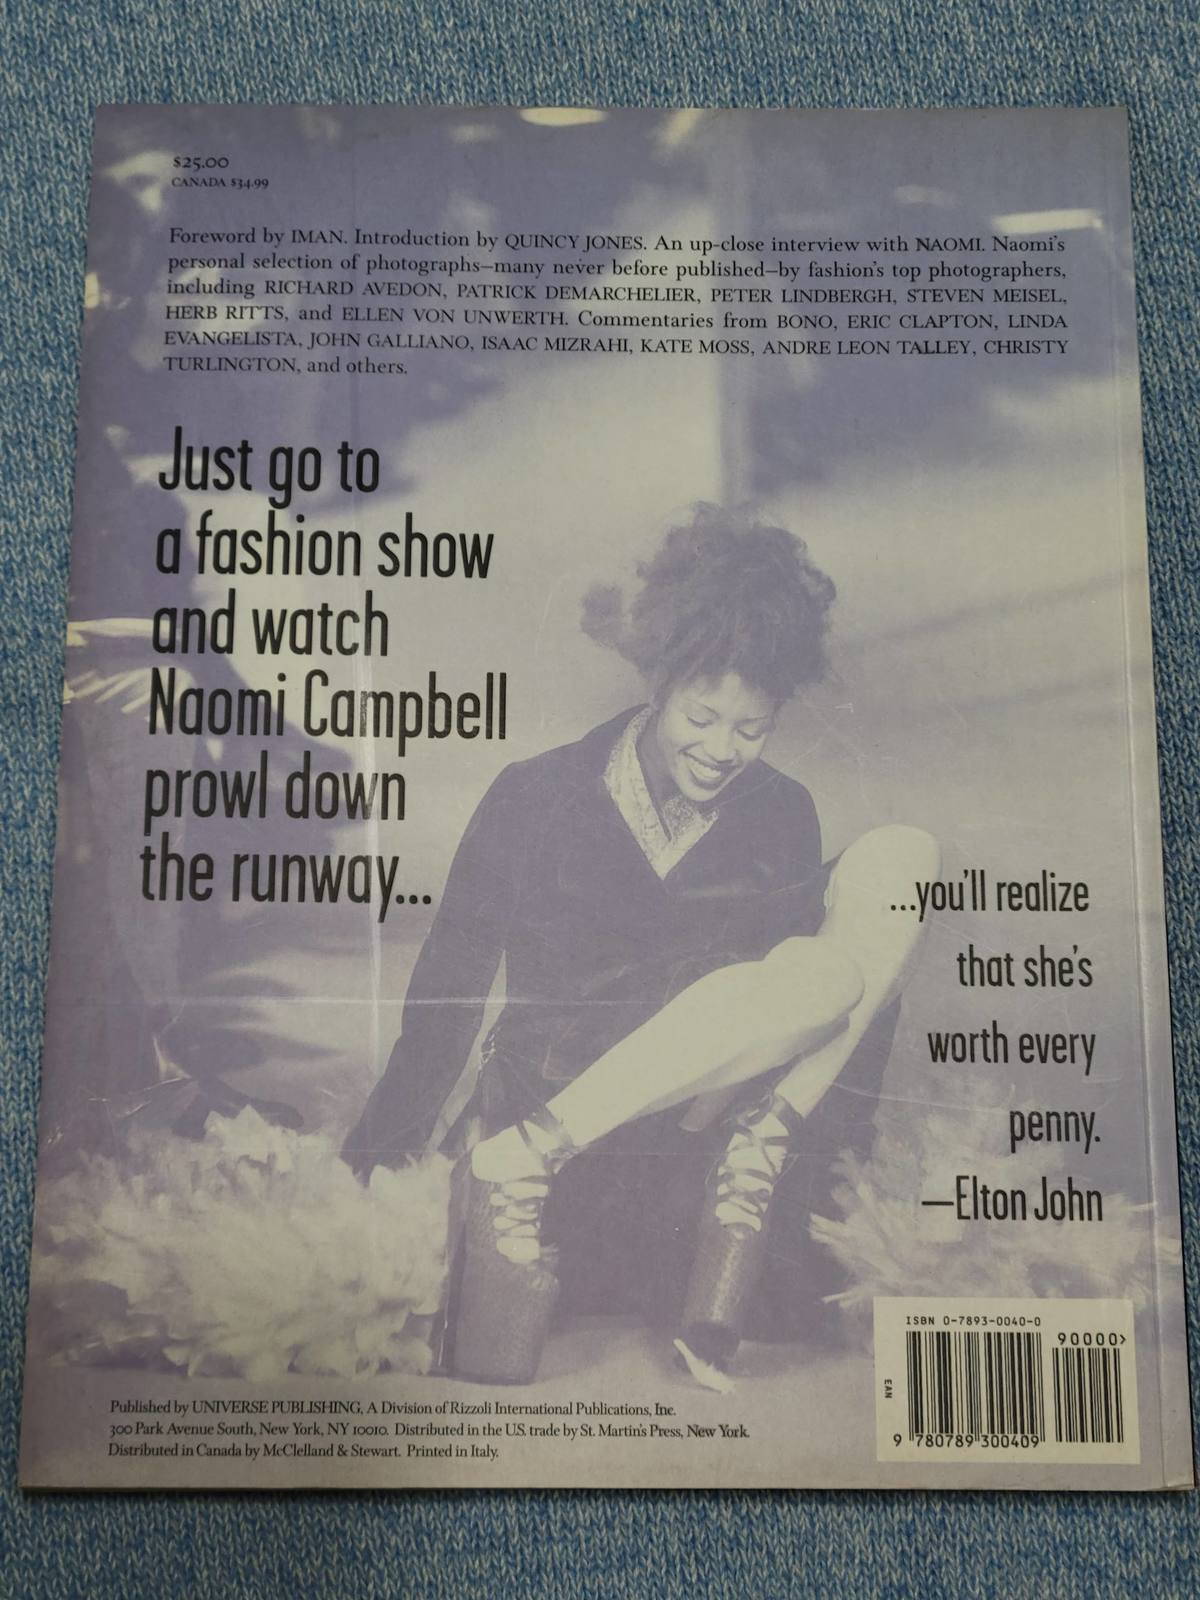 $25.00
CANADA $34.99
Foreword by IMAN. Introduction by QUINCY JONES. An up-close interview with NAOMI. Naomi's
personal selection of photographs—many never before published—by fashion's top photographers,
including RICHARD AVEDON, PATRICK DEMARCHELIER, PETER LINDBERGH, STEVEN MEISEL,
HERB RITTS, and ELLEN VON UNWERTH. Commentaries from BONO, ERIC CLAPTON, LINDA
EVANGELISTA, JOHN GALLIANO, ISAAC MIZRAHI, KATE MOSS, ANDRE LEON TALLEY, CHRISTY
TURLINGTON, and others.
Just go to
a fashion show
and watch
Naomi Campbell
prowl down
the runway...
...you'll realize
that she's
worth every
penny.
—Elton John
ISBN 0-7893-0040-0
90000>
EAN
9 780789 300409
Published by UNIVERSE PUBLISHING, A Division of Rizzoli International Publications, Inc.
300 Park Avenue South, New York, NY 10010. Distributed in the U.S. trade by St. Martin's Press, New York.
Distributed in Canada by McClelland & Stewart. Printed in Italy.